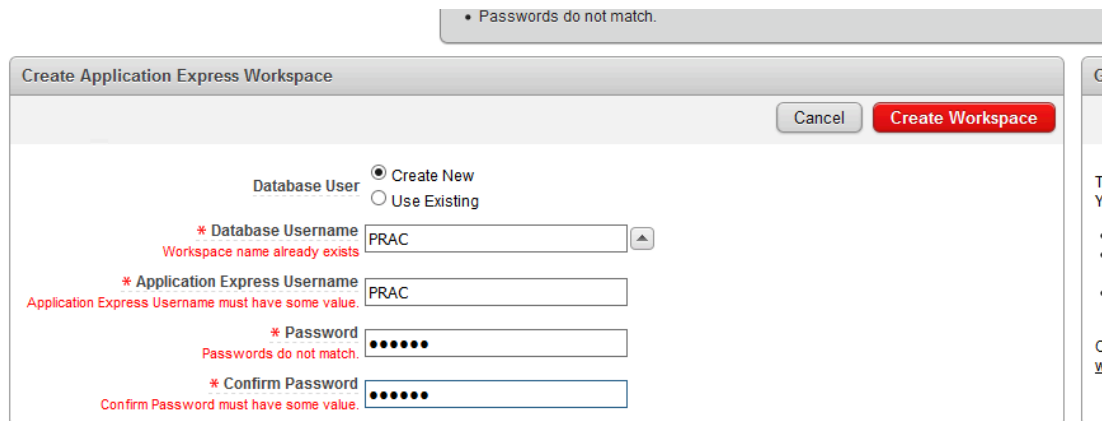 • Passwords do not match.
Create Application Express Workspace
G
Cancel
Create Workspace
Database User
Create New
Use Existing
* Database Username
PRAC
Workspace name already exists
* Application Express Username
PRAC
Application Express Username must have some value.
* Password
••••••
Passwords do not match.
* Confirm Password
••••••
Confirm Password must have some value.
T
Y
w